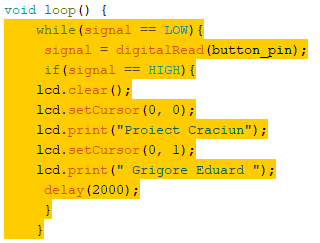 void loop() {
while(signal == LOW){
signal = digitalRead(button_pin);
if(signal == HIGH){
lcd.clear();
lcd.setCursor(0, 0);
lcd.print("Proiect Craciun");
lcd.setCursor(0, 1);
lcd.print(" Grigore Eduard ");
delay(2000);
}
}